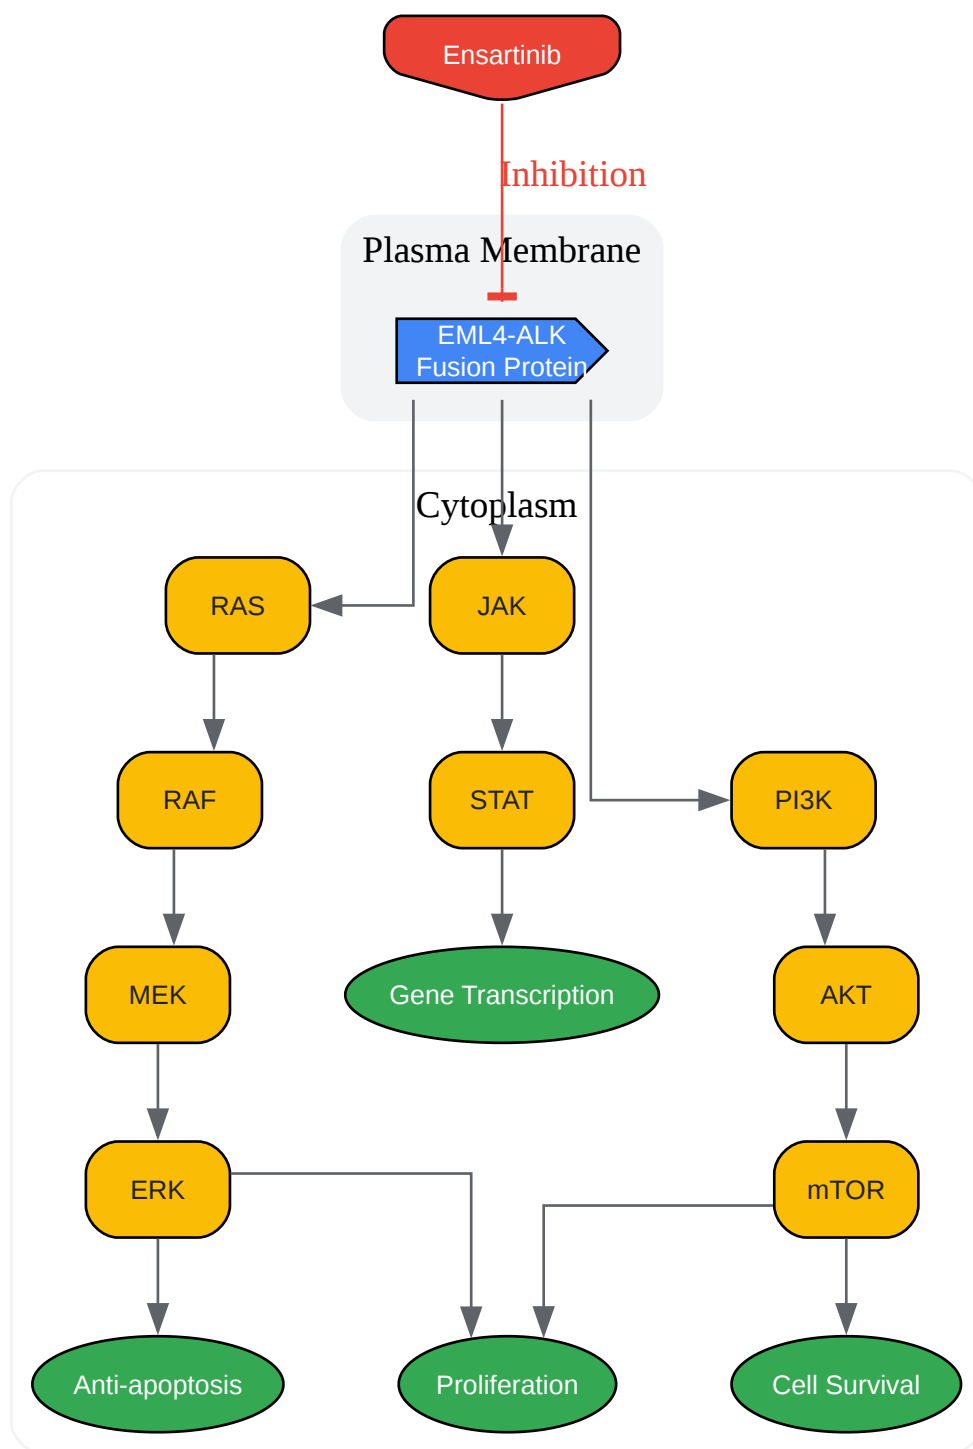 Ensartinib
Inhibition
Plasma Membrane
EML4-ALK
Fusion Protein
Cytoplasm
RAS
JAK
RAF
STAT
PI3K
MEK
Gene Transcription
AKT
ERK
mTOR
Anti-apoptosis
Proliferation
Cell Survival